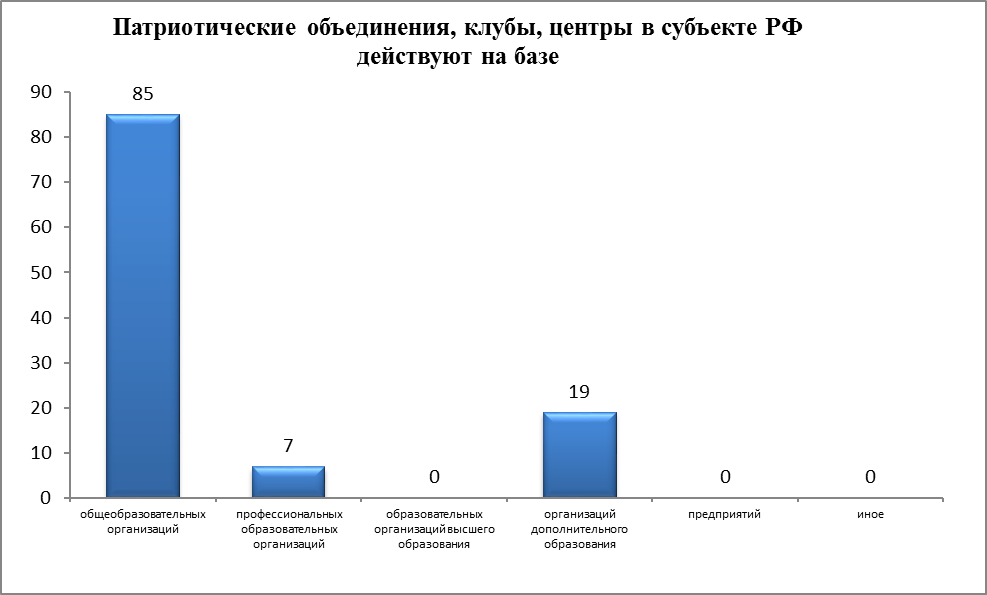 Патриотические объединения, клубы, центры в субъекте РФ
действуют на базе
90
80
70
60
50
40
30
20
10
0
85
7
0
19
0
0
общеобразовательных
организаций
профессиональных
образовательных
организаций
образовательных
организаций высшего
образования
организаций
дополнительного
образования
предприятий
иное